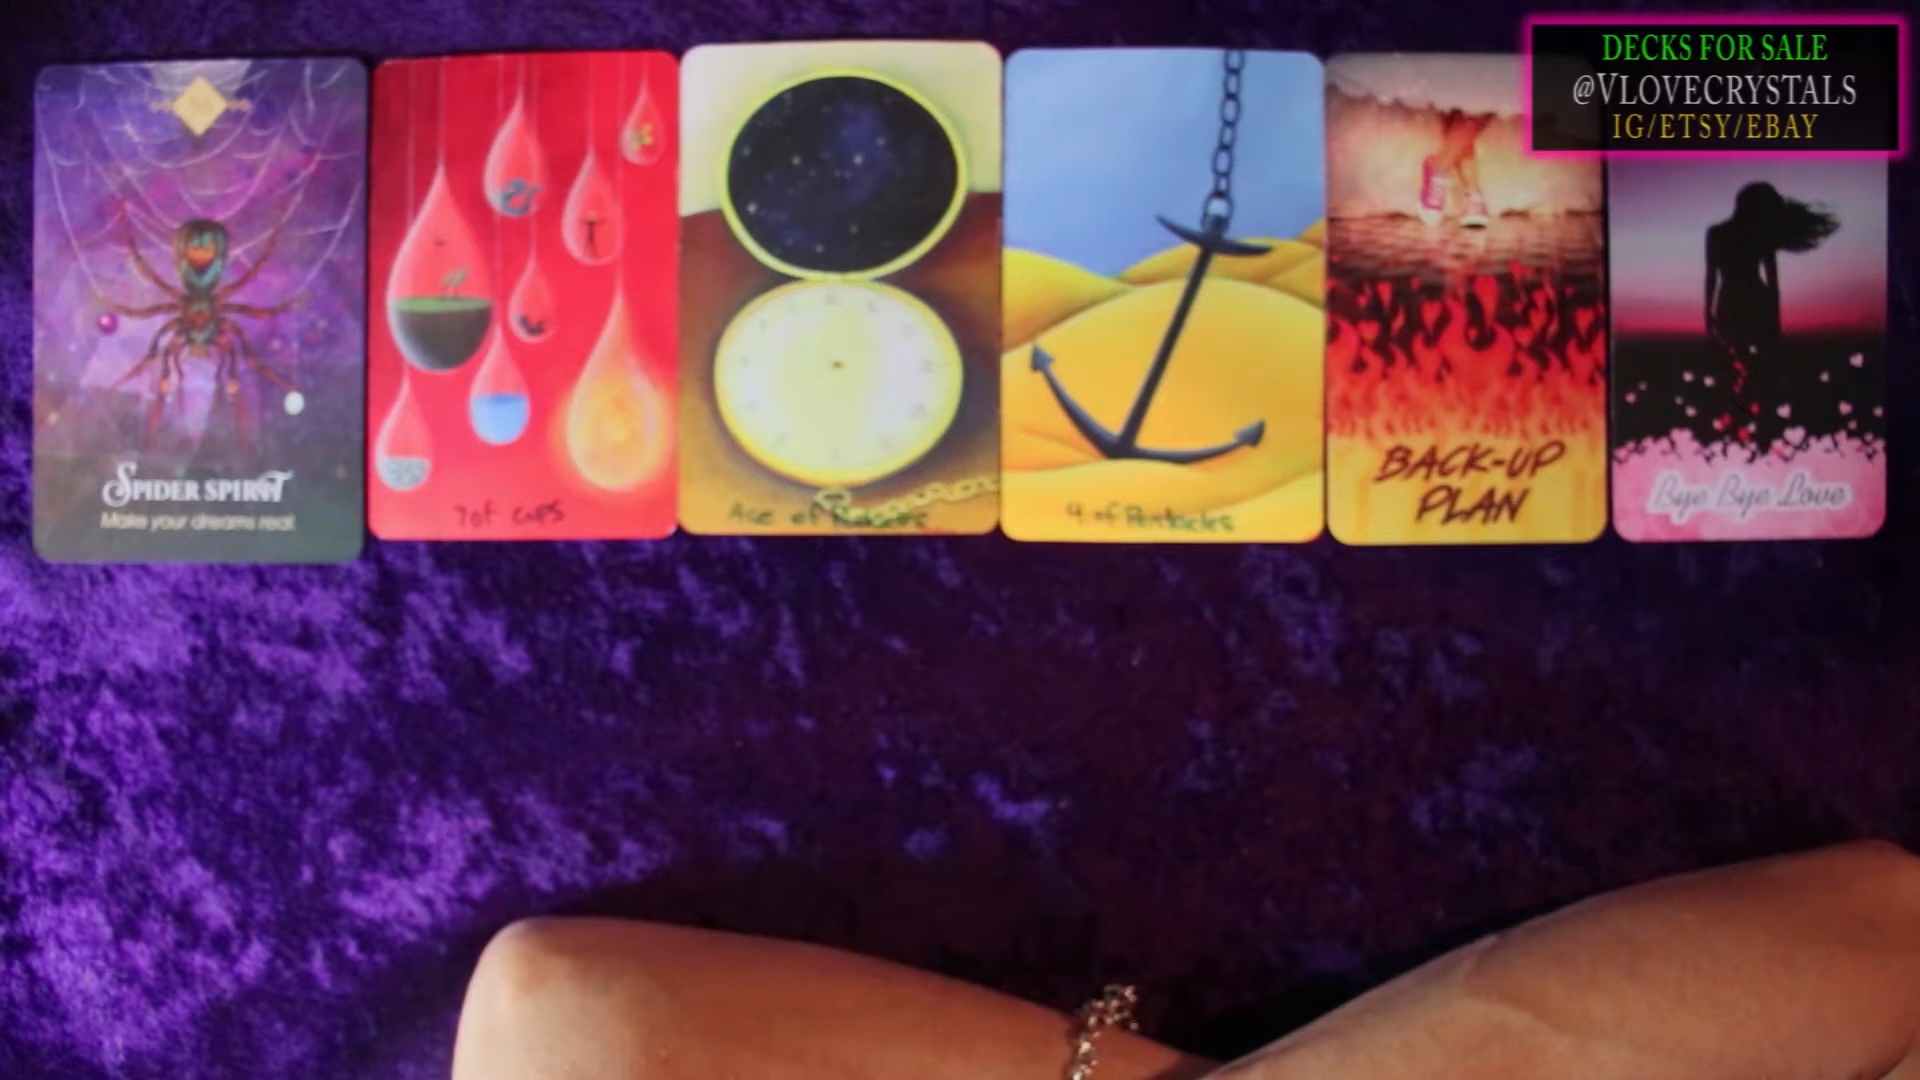 DECKS FOR SALE
@VLOVECRYSTALS
IG/ETSY/EBAY
SPIDER SPIRIT
Make your dreams real
7 of cups
Ace of
4 of Pentacles
BACK-UP
PLAN
Bye Bye Love